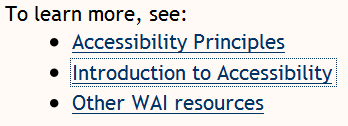 To learn more, see:
• Accessibility Principles
• Introduction to Accessibility
• Other WAI resources